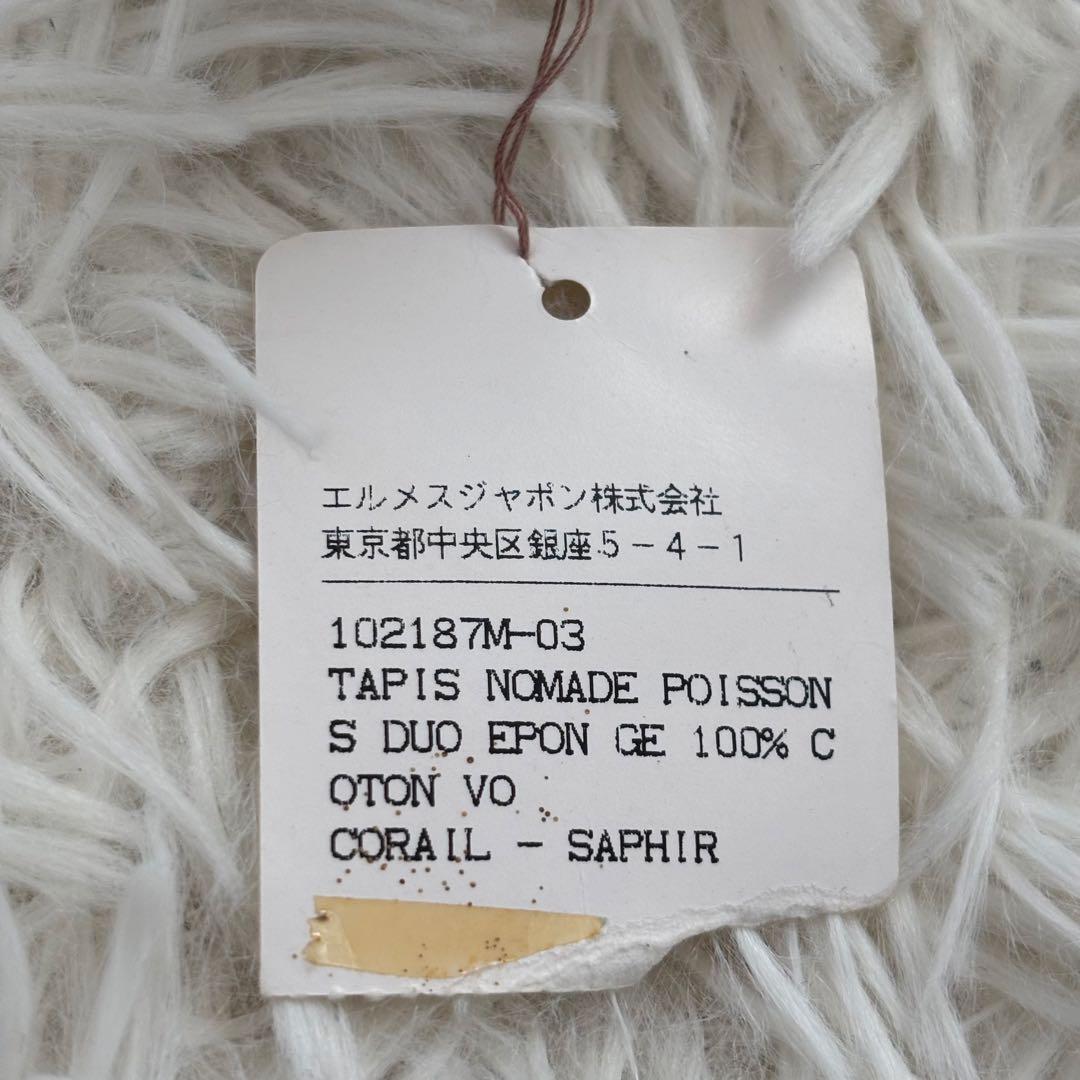 エルメスジャポン株式会社
東京都中央区銀座5－4－1
102187M-03
TAPIS NOMADE POISSON
S DUO EPON GE 100% C
OTON VO
CORAIL - SAPHIR